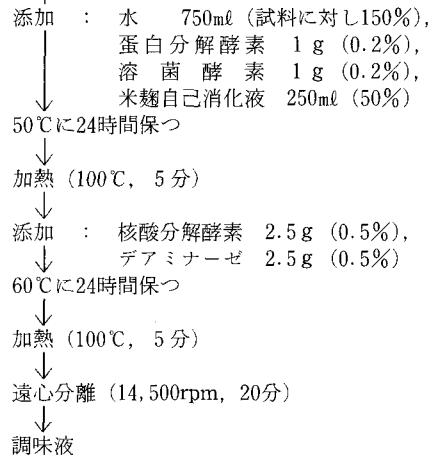 添加 : 水 750mℓ (試料に対し150%),
蛋白分解酵素 1g (0.2%),
溶菌酵素 1g (0.2%),
米麹自己消化液 250mℓ (50%)
50℃に24時間保つ
加熱 (100℃, 5分)
添加 : 核酸分解酵素 2.5g (0.5%),
デアミナーゼ 2.5g (0.5%)
60℃に24時間保つ
加熱 (100℃, 5分)
遠心分離 (14,500rpm, 20分)
調味液